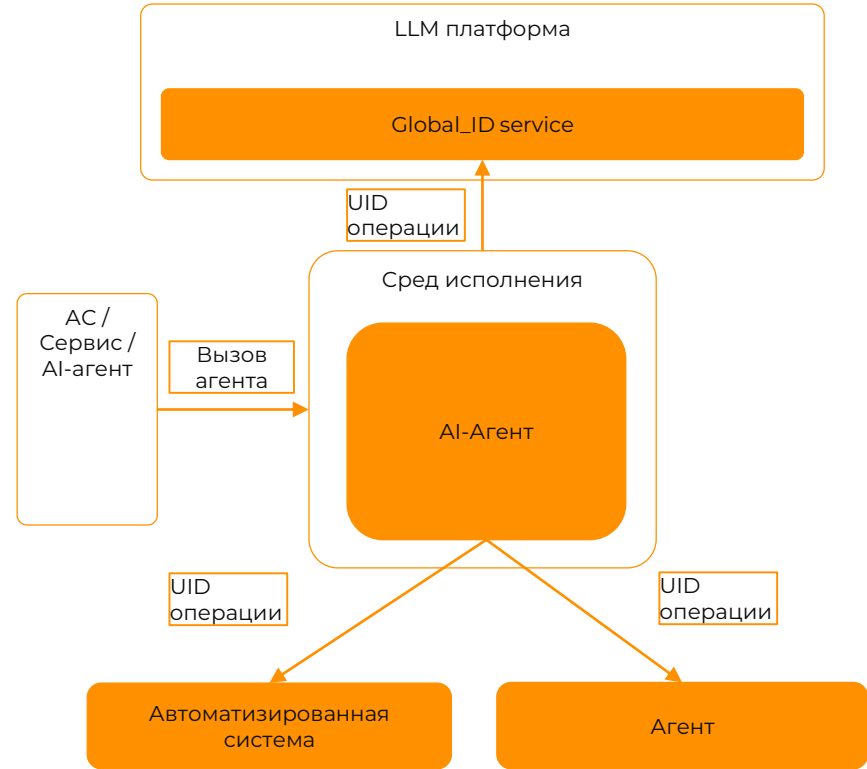 LLM платформа
Global_ID service
UID
операции
Сред исполнения
АС /
Сервис /
AI-агент
Вызов
агента
AI-Агент
UID
операции
UID
операции
Автоматизированная
система
Агент